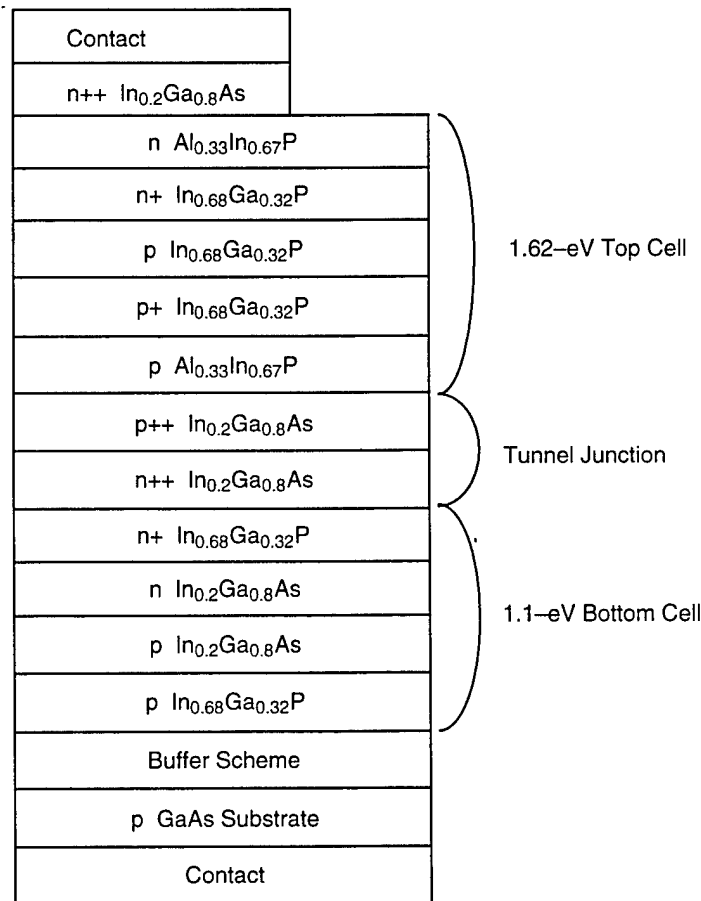 Contact
n++ In₀.₂Ga₀.₈As
n Al₀.₃₃In₀.₆₇P
n+ In₀.₆₈Ga₀.₃₂P
p In₀.₆₈Ga₀.₃₂P
1.62–eV Top Cell
p+ In₀.₆₈Ga₀.₃₂P
p Al₀.₃₃In₀.₆₇P
p++ In₀.₂Ga₀.₈As
Tunnel Junction
n++ In₀.₂Ga₀.₈As
n+ In₀.₆₈Ga₀.₃₂P
n In₀.₂Ga₀.₈As
1.1–eV Bottom Cell
p In₀.₂Ga₀.₈As
p In₀.₆₈Ga₀.₃₂P
Buffer Scheme
p GaAs Substrate
Contact